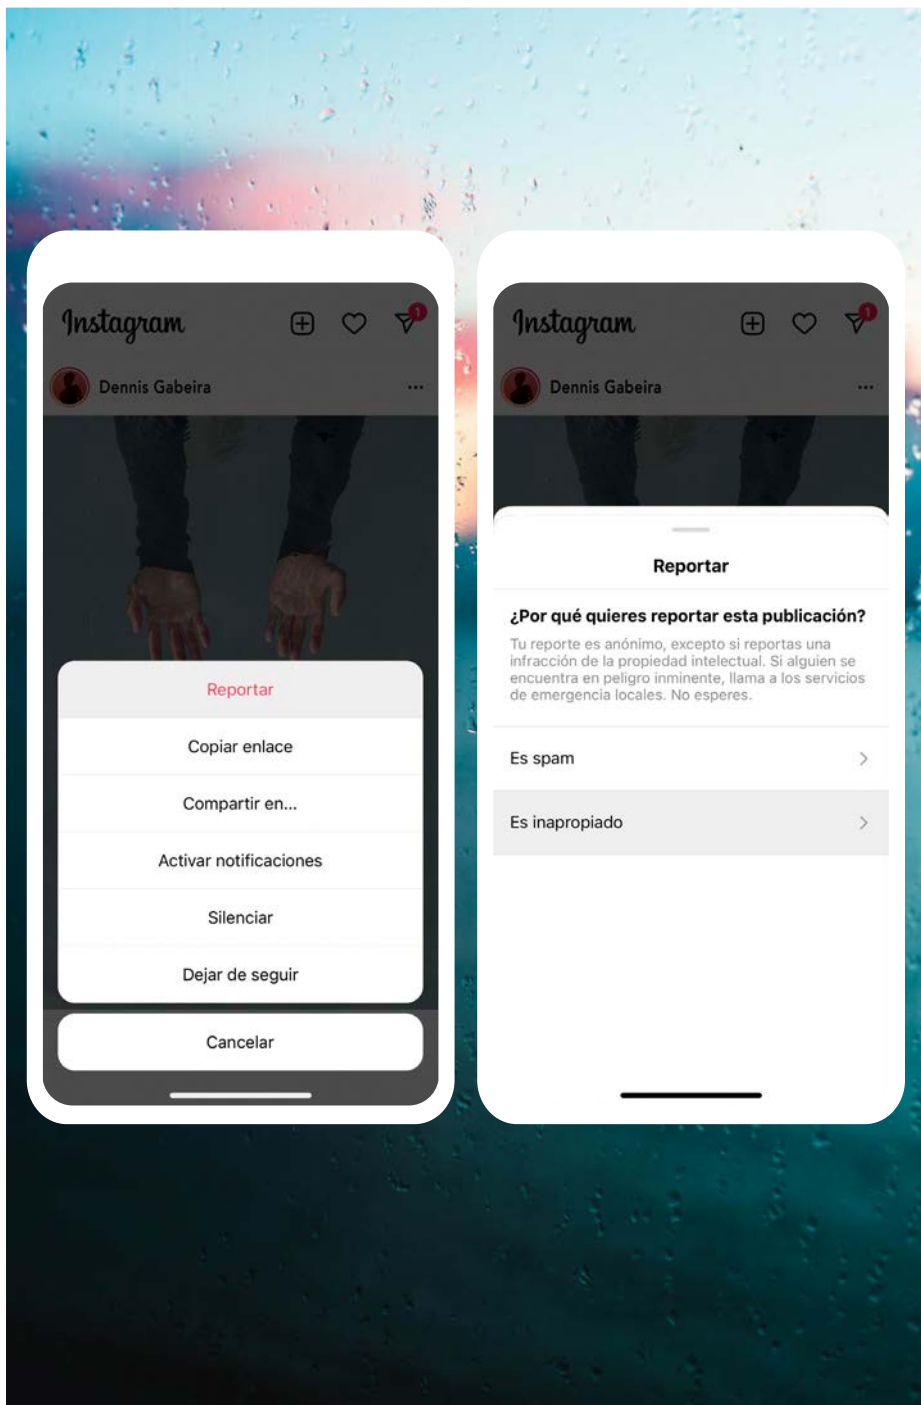 Instagram
1
Dennis Gabeira
Reportar
Copiar enlace
Compartir en...
Activar notificaciones
Silenciar
Dejar de seguir
Cancelar
Instagram
1
Dennis Gabeira
Reportar
¿Por qué quieres reportar esta publicación?
Tu reporte es anónimo, excepto si reportas una
infracción de la propiedad intelectual. Si alguien se
encuentra en peligro inminente, llama a los servicios
de emergencia locales. No esperes.
Es spam
Es inapropiado